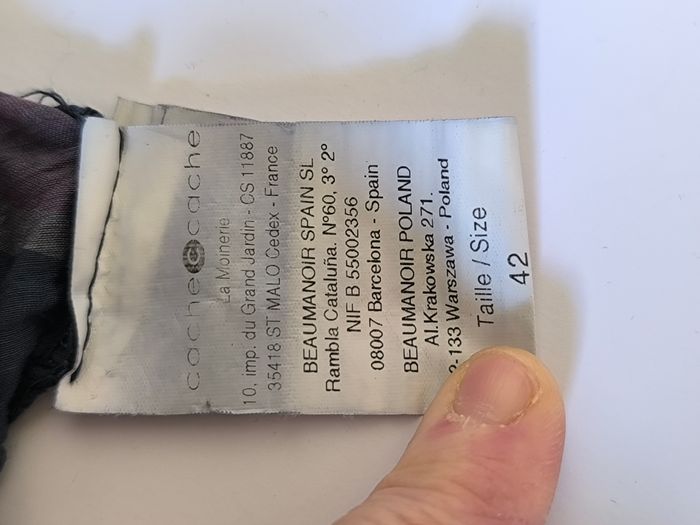 cache cache
La Moinerie
10, imp. du Grand Jardin - CS 11887
35418 ST MALO Cedex - France
BEAUMANOIR SPAIN SL
Rambla Cataluña. Nº60, 3º 2º
NIF B 55002356
08007 Barcelona - Spain
BEAUMANOIR POLAND
Al.Krakowska 271.
2-133 Warszawa - Poland
Taille / Size
42